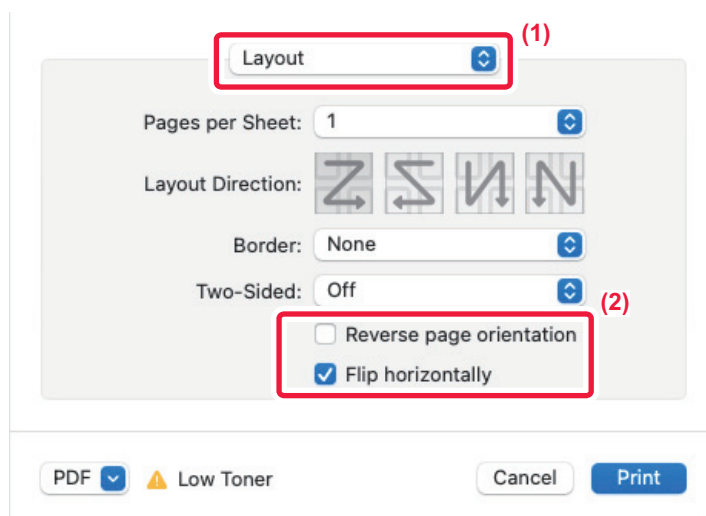 (1)
Layout
Pages per Sheet: 1
Layout Direction:
Border: None
Two-Sided: Off
(2)
Reverse page orientation
Flip horizontally
PDF Low Toner Cancel Print